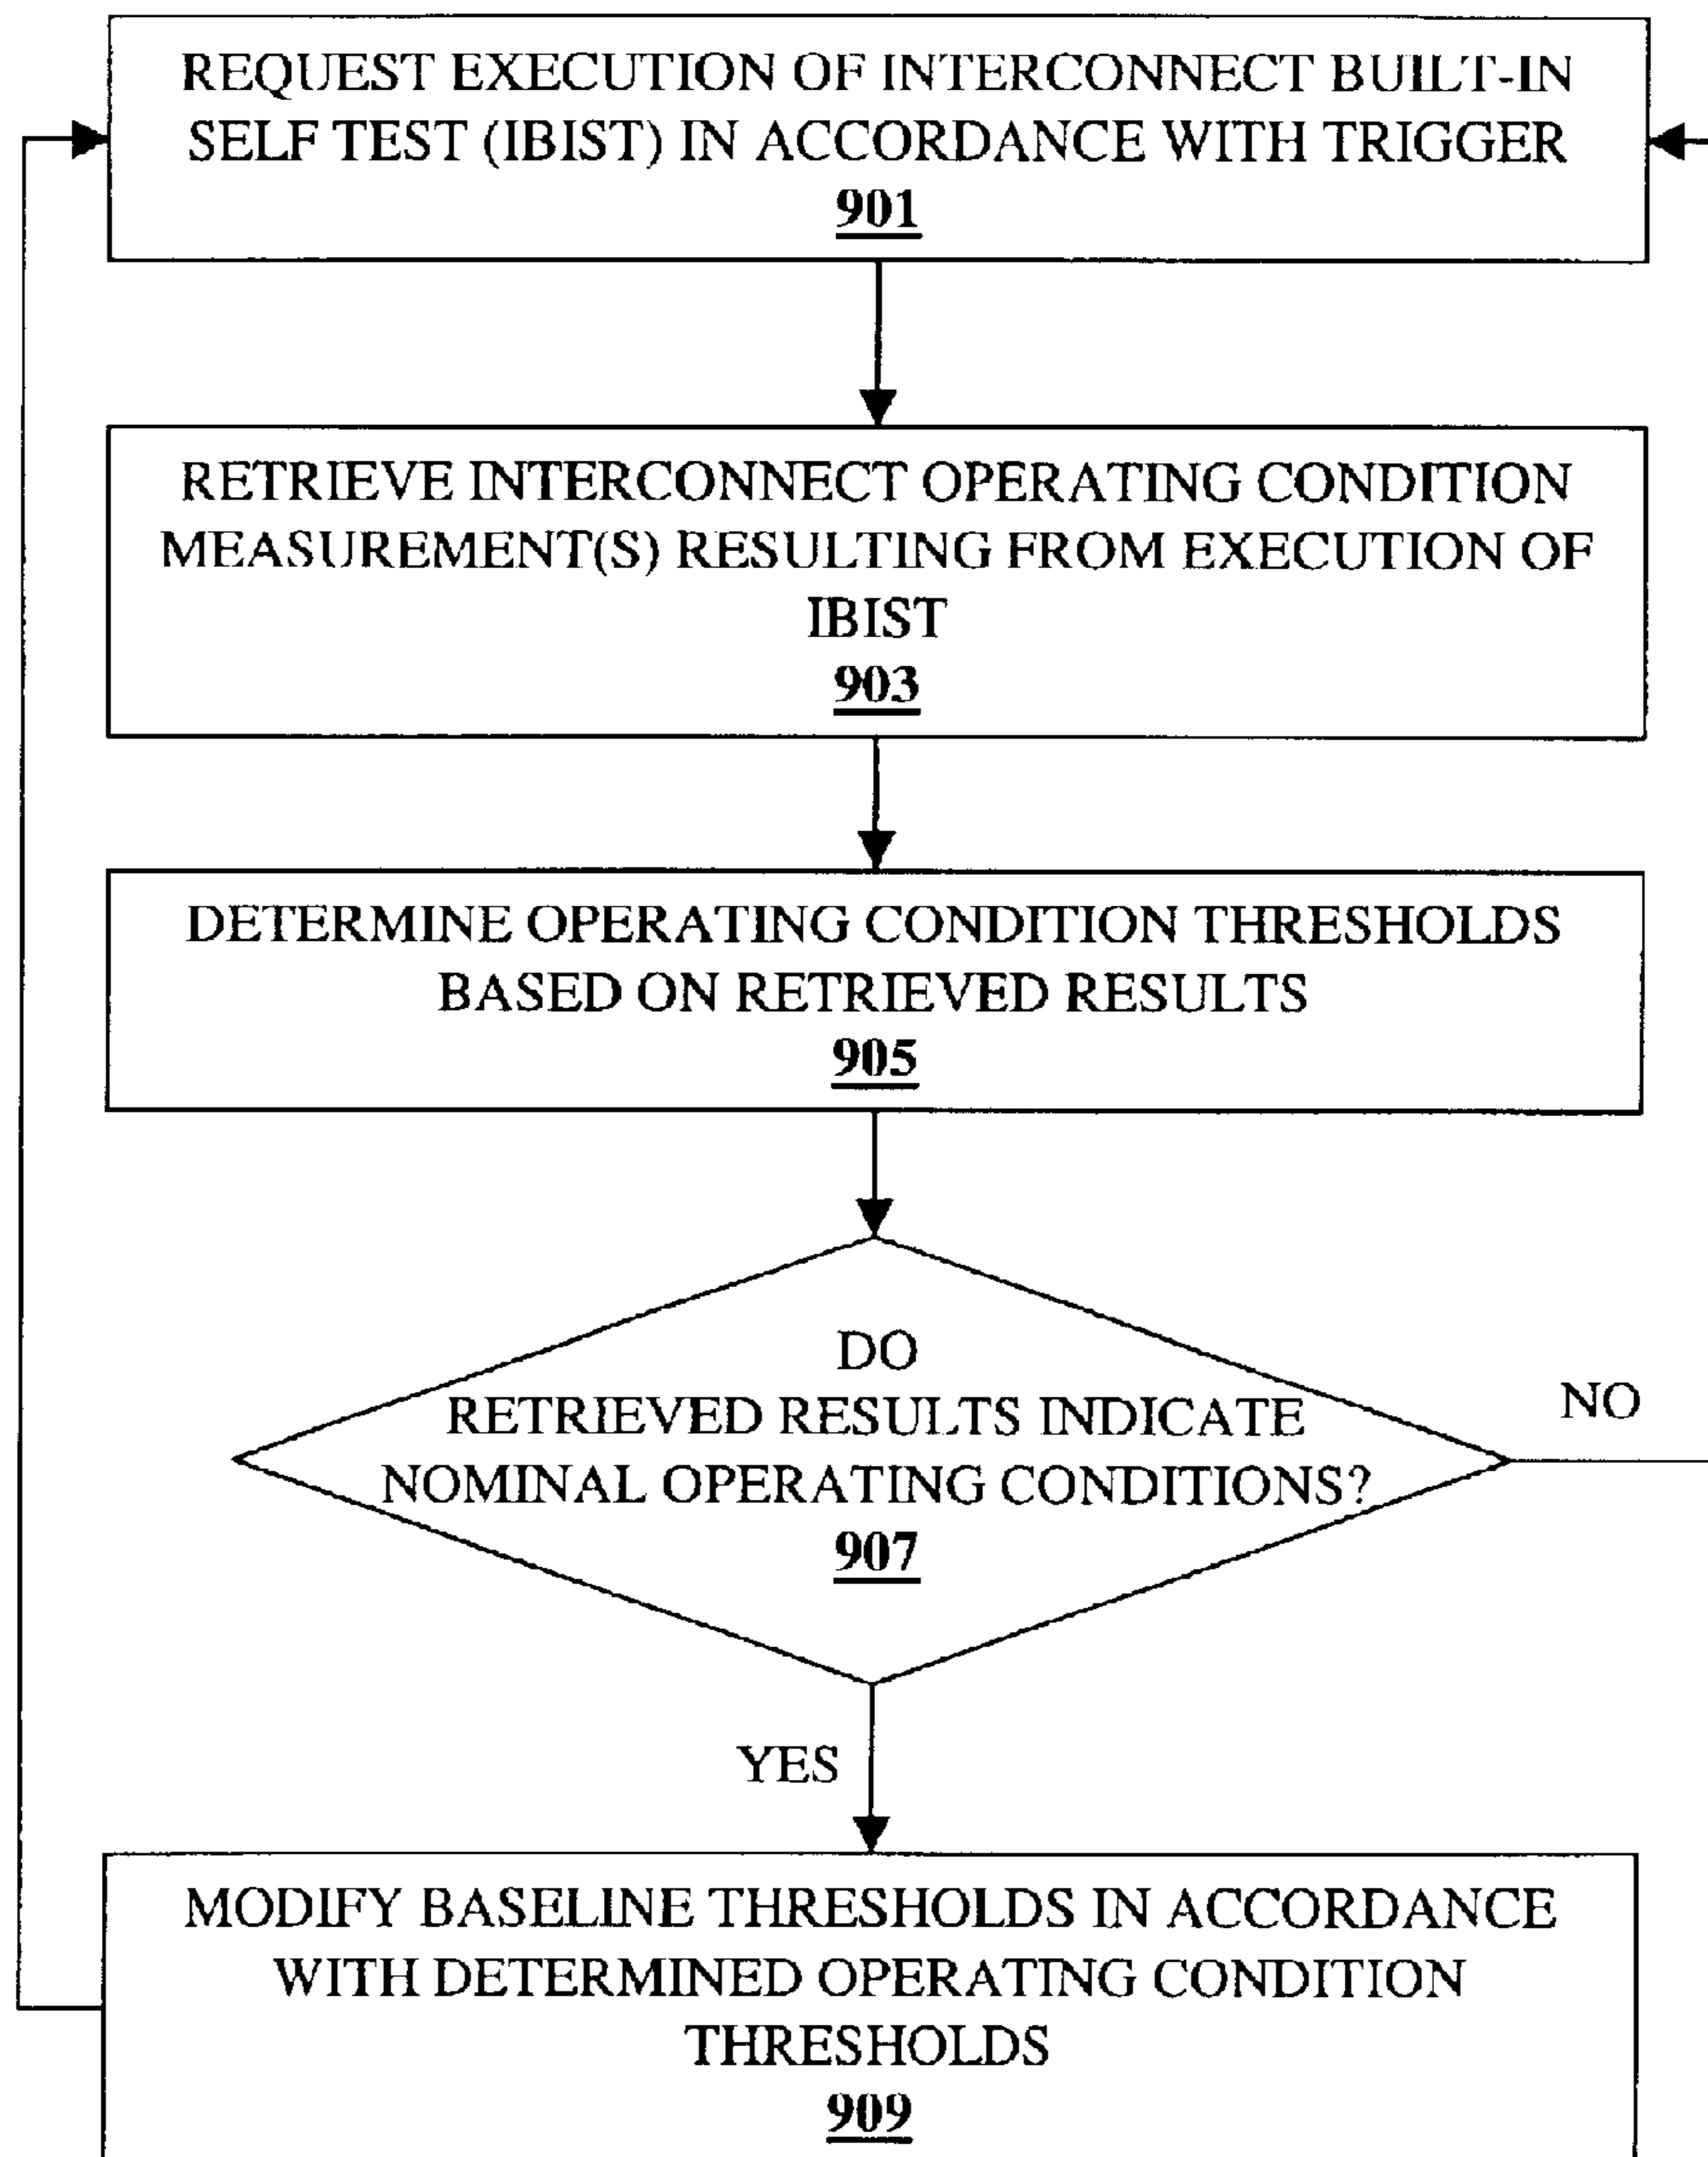 REQUEST EXECUTION OF INTERCONNECT BUILT-IN
SELF TEST (IBIST) IN ACCORDANCE WITH TRIGGER
901
RETRIEVE INTERCONNECT OPERATING CONDITION
MEASUREMENT(S) RESULTING FROM EXECUTION OF
IBIST
903
DETERMINE OPERATING CONDITION THRESHOLDS
BASED ON RETRIEVED RESULTS
905
DO
RETRIEVED RESULTS INDICATE
NOMINAL OPERATING CONDITIONS?
907
NO
YES
MODIFY BASELINE THRESHOLDS IN ACCORDANCE
WITH DETERMINED OPERATING CONDITION
THRESHOLDS
909